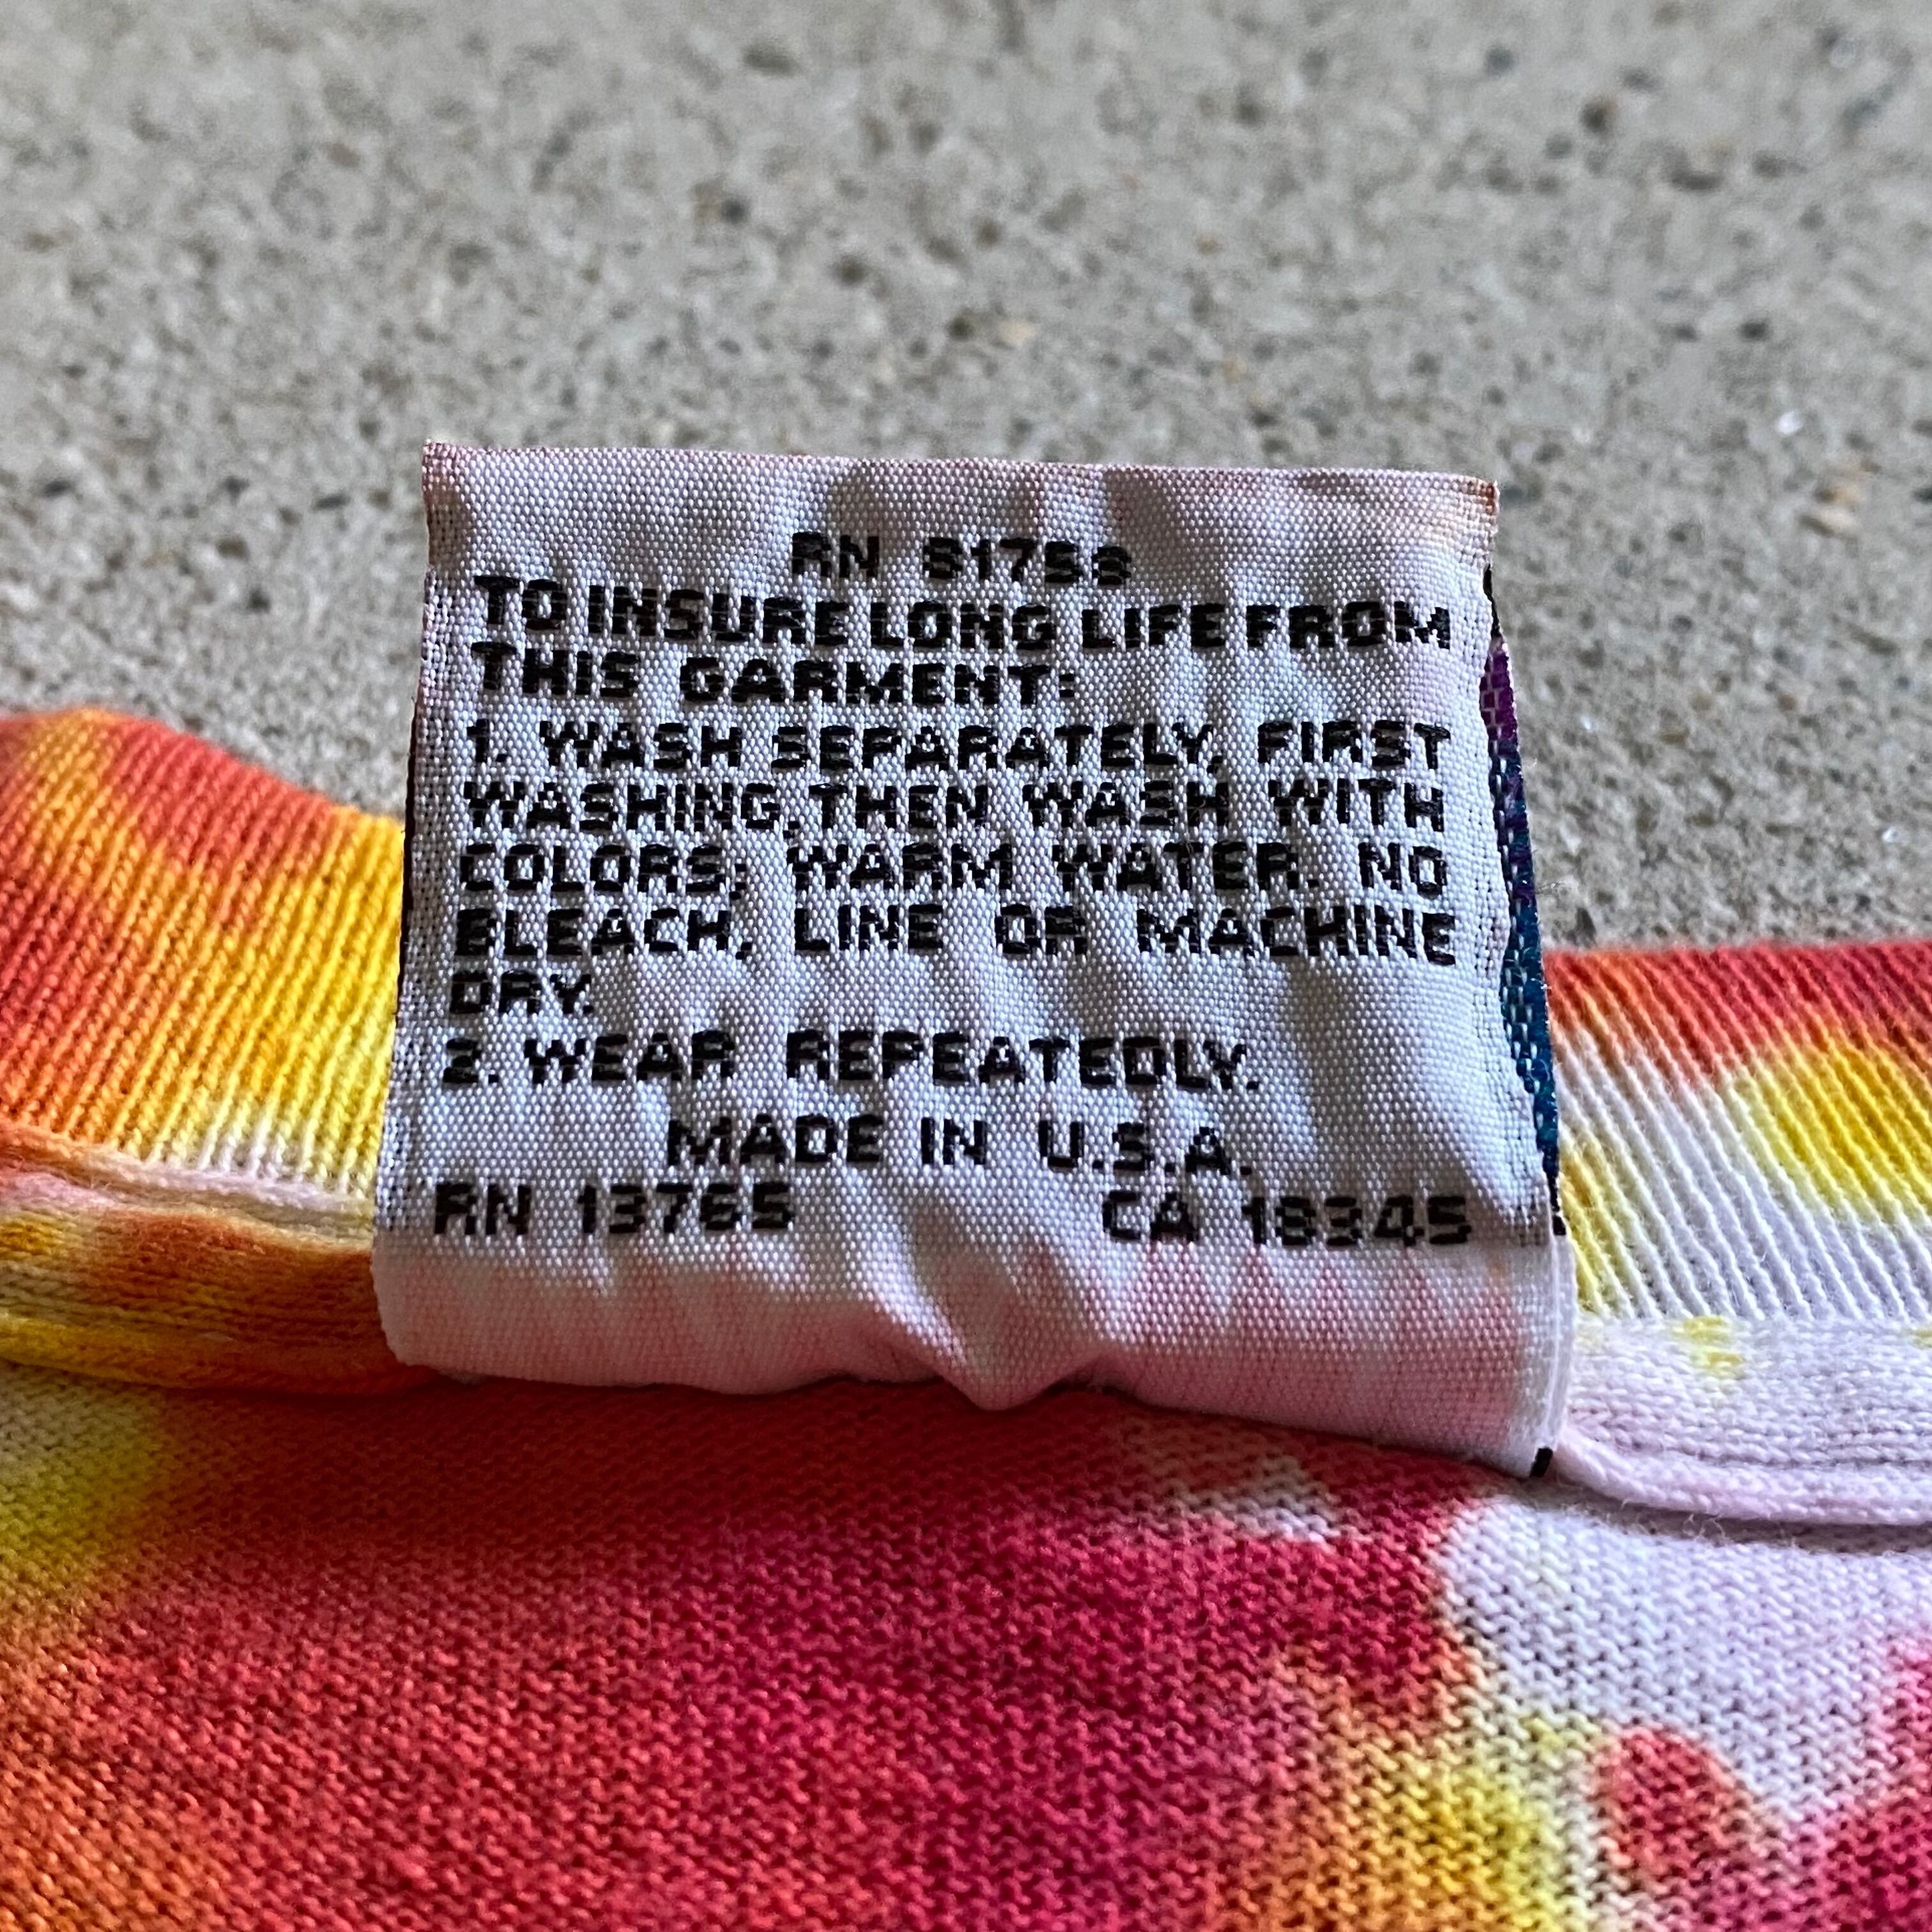 RN 61756
TO INSURE LONG LIFE FROM
THIS GARMENT:
1. WASH SEPARATELY, FIRST
WASHING, THEN WASH WITH
COLORS, WARM WATER. NO
BLEACH, LINE OR MACHINE
DRY.
2. WEAR REPEATEDLY.
MADE IN U.S.A.
RN 13765 CA 18345